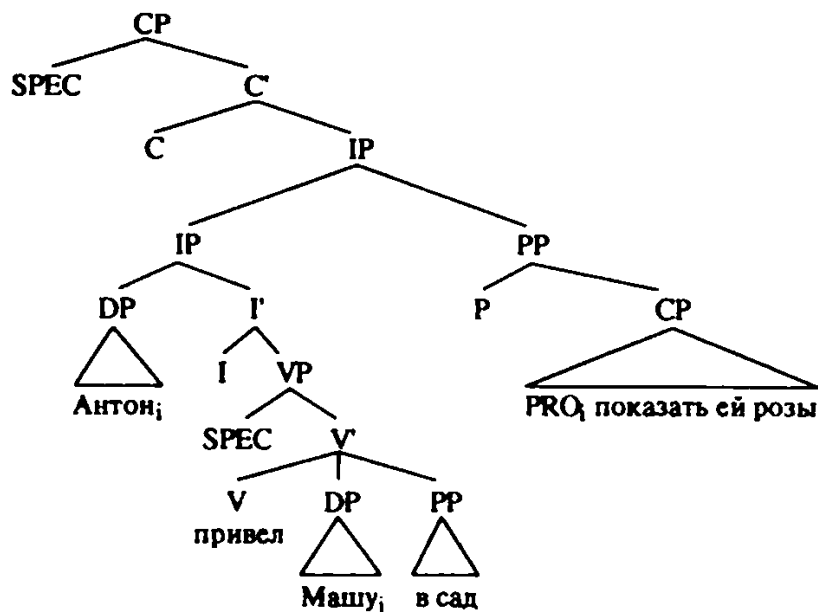 CP
SPEC C'
C IP
IP PP
DP I' P CP
I VP
Антонᵢ PROᵢ показать ей розы
SPEC V'
V DP PP
привел
Машуⱼ в сад